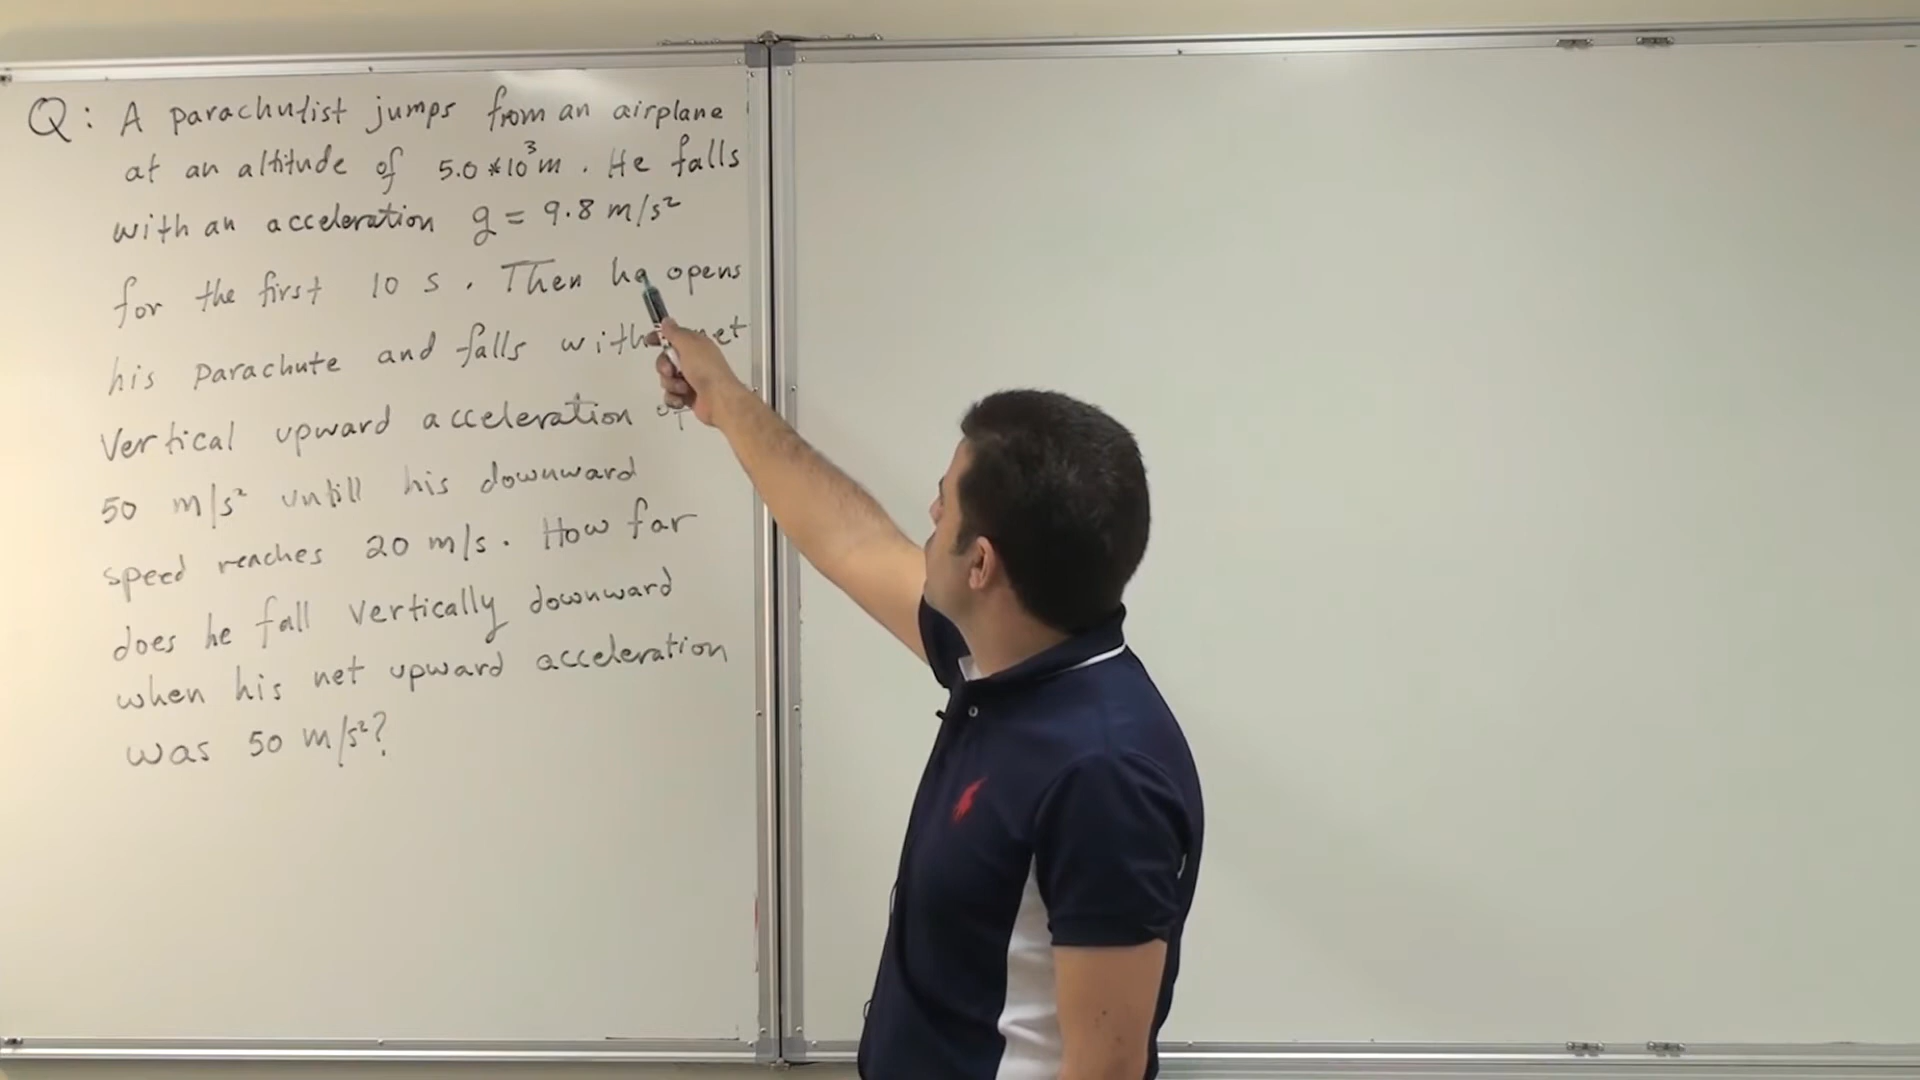 Q: A parachutist jumps from an airplane
at an altitude of 5.0*10³m. He falls
with an acceleration g = 9.8 m/s²
for the first 10 s. Then he opens
his parachute and falls with net
Vertical upward acceleration of
50 m/s² untill his downward
speed reaches 20 m/s. How far
does he fall vertically downward
when his net upward acceleration
was 50 m/s²?